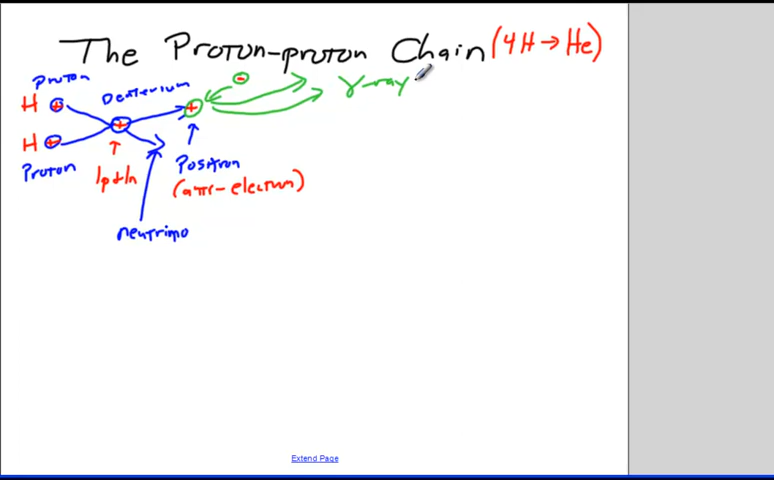 The Proton-proton Chain (4H → He)
Proton
Deuterium
γ-ray
H +
+
+
-
H +
Proton
1p+1n
Positron
(anti-electron)
neutrino
Extend Page